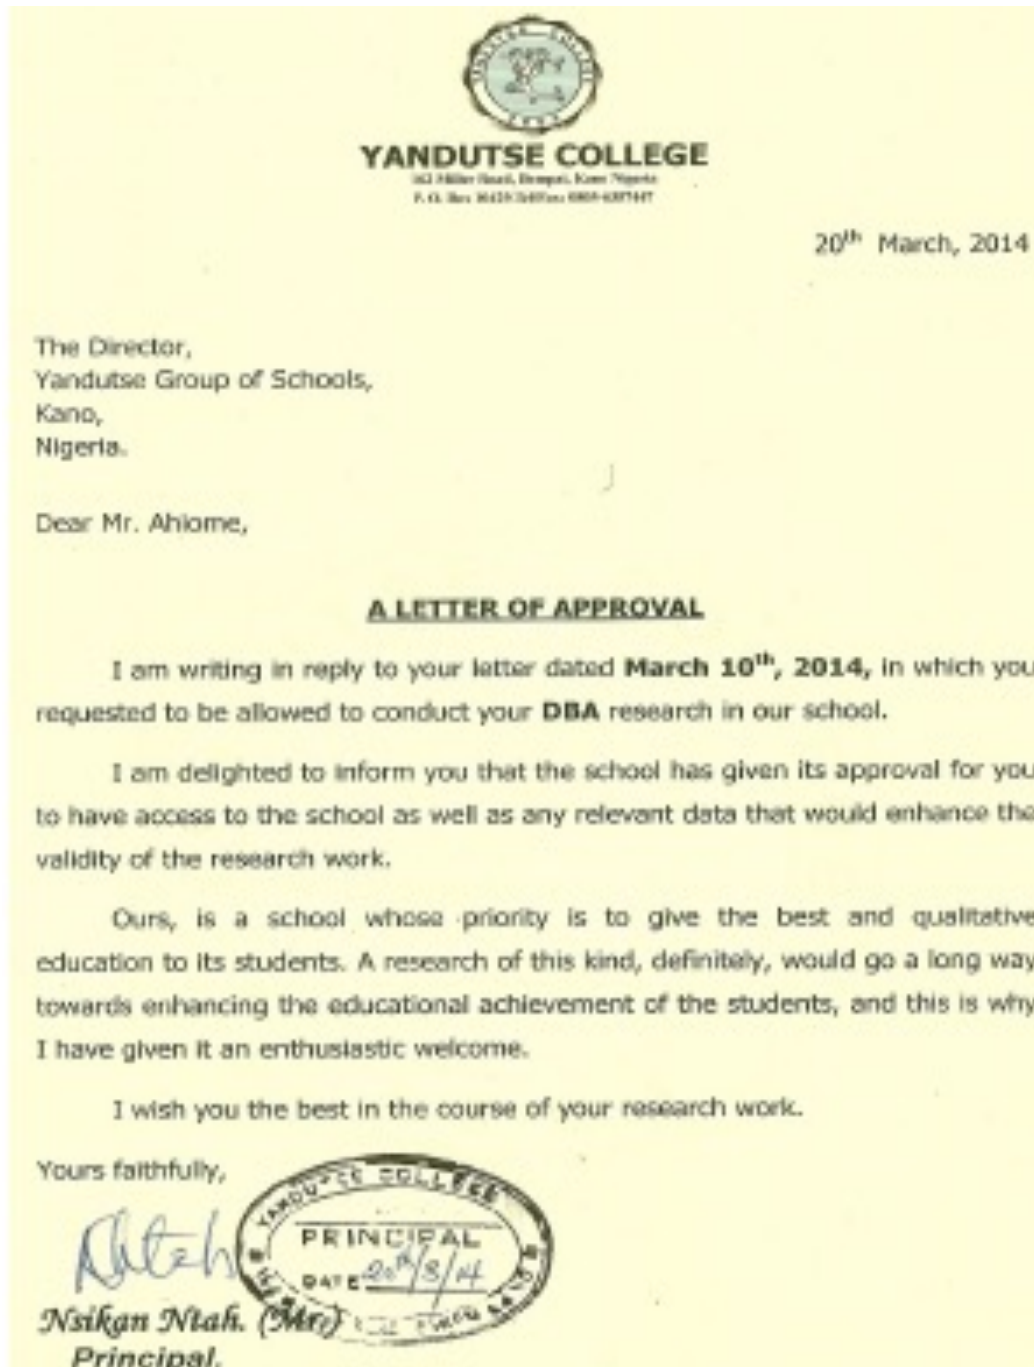 YANDUTSE COLLEGE
20th March, 2014
The Director,
Yandutse Group of Schools,
Kano,
Nigeria.
Dear Mr. Ahiome,
A LETTER OF APPROVAL
I am writing in reply to your letter dated March 10th, 2014, in which you
requested to be allowed to conduct your DBA research in our school.
I am delighted to inform you that the school has given its approval for you
to have access to the school as well as any relevant data that would enhance the
validity of the research work.
Ours, is a school whose priority is to give the best and qualitative
education to its students. A research of this kind, definitely, would go a long way
towards enhancing the educational achievement of the students, and this is why
I have given it an enthusiastic welcome.
I wish you the best in the course of your research work.
Yours faithfully,
YANDUTSE COLLEGE
PRINCIPAL
DATE 20th/3/14
Nsikan Ntah. (Mr)
Principal.